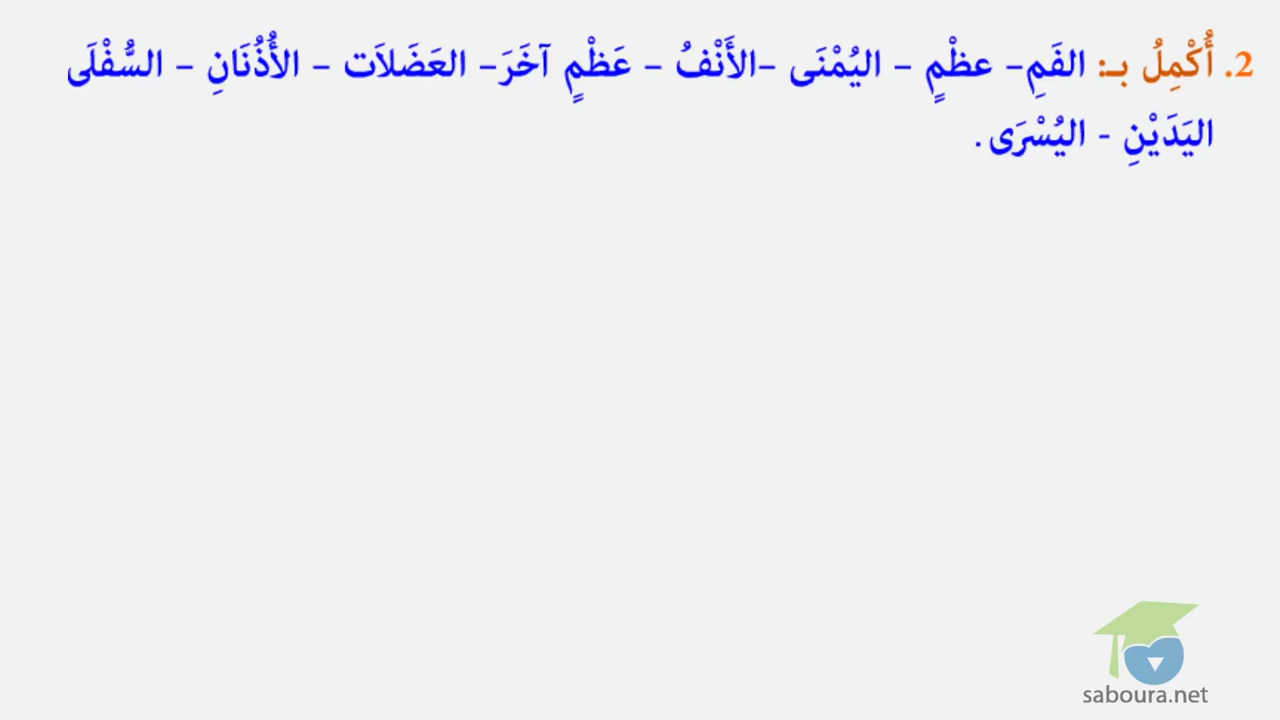 2. أُكْمِلُ بـ: الفَمِ– عظْمٍ – اليُمْنَى –الأَنْفُ – عَظْمٍ آخَرَ– العَضَلاَت – الأُذُنَانِ – السُّفْلَى
اليَدَيْنِ - اليُسْرَى .
saboura.net